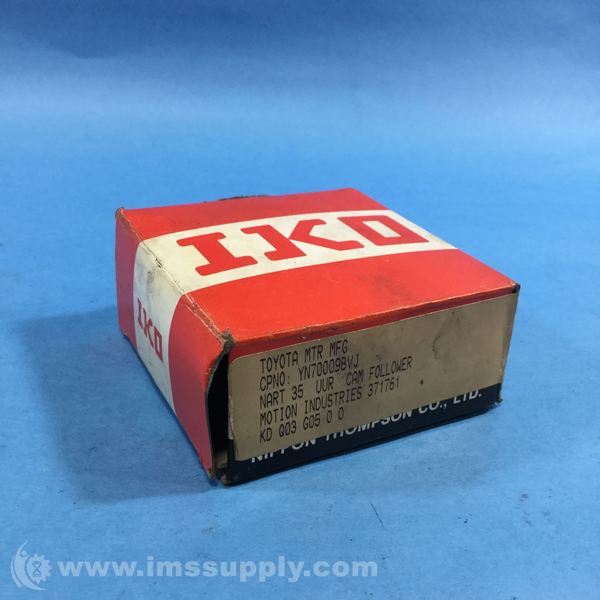 IKO
IKO
TOYOTA MTR MFG
CPNO: YN70009BVJ
NART 35 UUR CAM FOLLOWER
MOTION INDUSTRIES 371761
KD Q03 G05 0 0
NIPPON THOMPSON CO., LTD.
www.imssupply.com